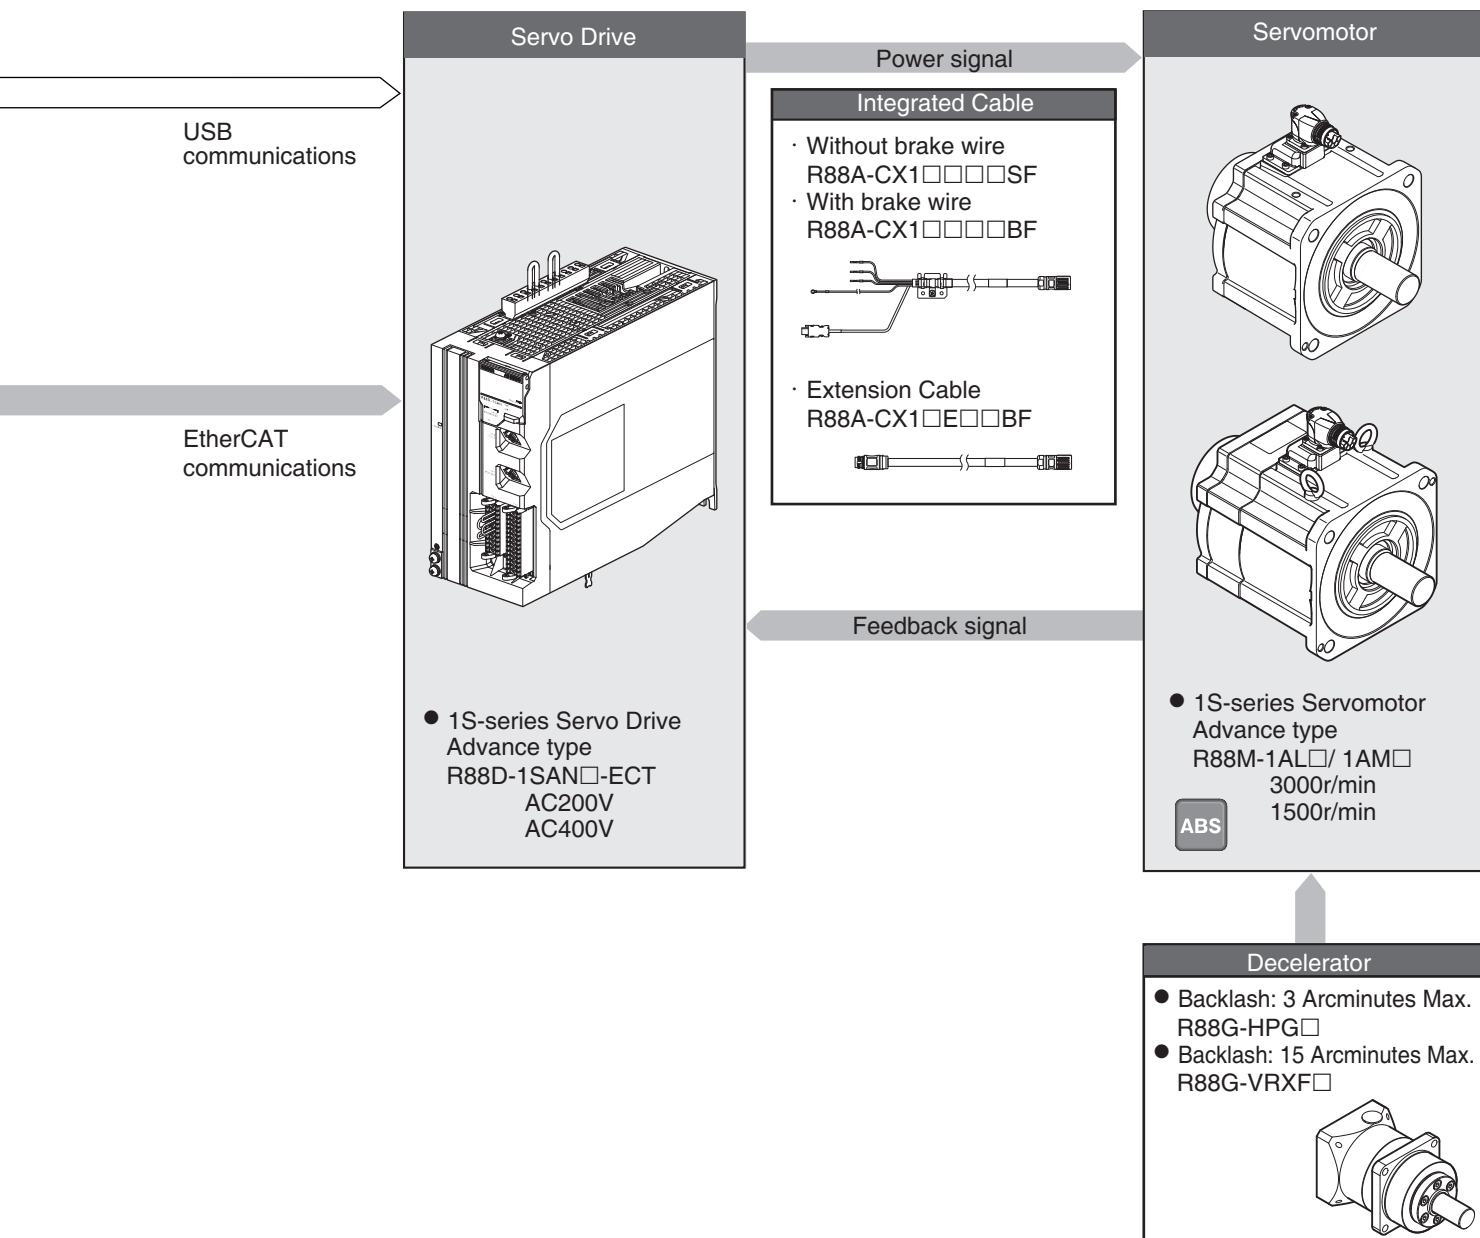 USB
communications
EtherCAT
communications
Servo Drive
● 1S-series Servo Drive
Advance type
R88D-1SAN□-ECT
AC200V
AC400V
Power signal
Integrated Cable
· Without brake wire
R88A-CX1□□□□SF
· With brake wire
R88A-CX1□□□□BF
· Extension Cable
R88A-CX1□E□□BF
Feedback signal
Servomotor
● 1S-series Servomotor
Advance type
R88M-1AL□/ 1AM□
3000r/min
1500r/min
ABS
Decelerator
● Backlash: 3 Arcminutes Max.
R88G-HPG□
● Backlash: 15 Arcminutes Max.
R88G-VRXF□